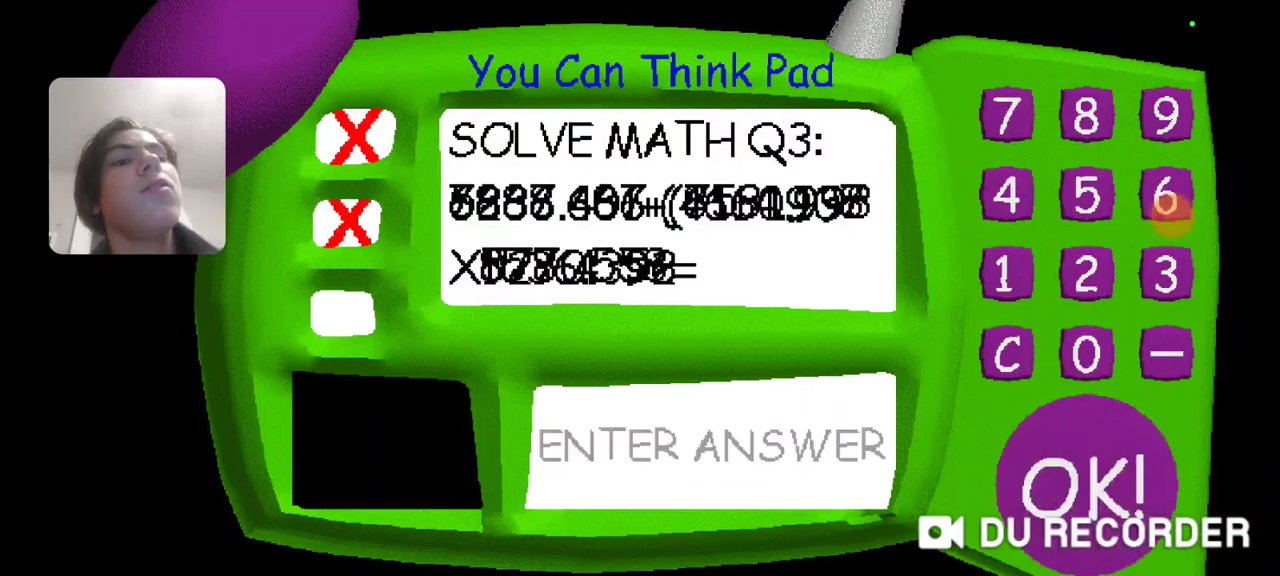 You Can Think Pad
X
SOLVE MATH Q3:
X
7 8 9
4 5 6
1 2 3
C 0 –
ENTER ANSWER
OK!
DU RECORDER